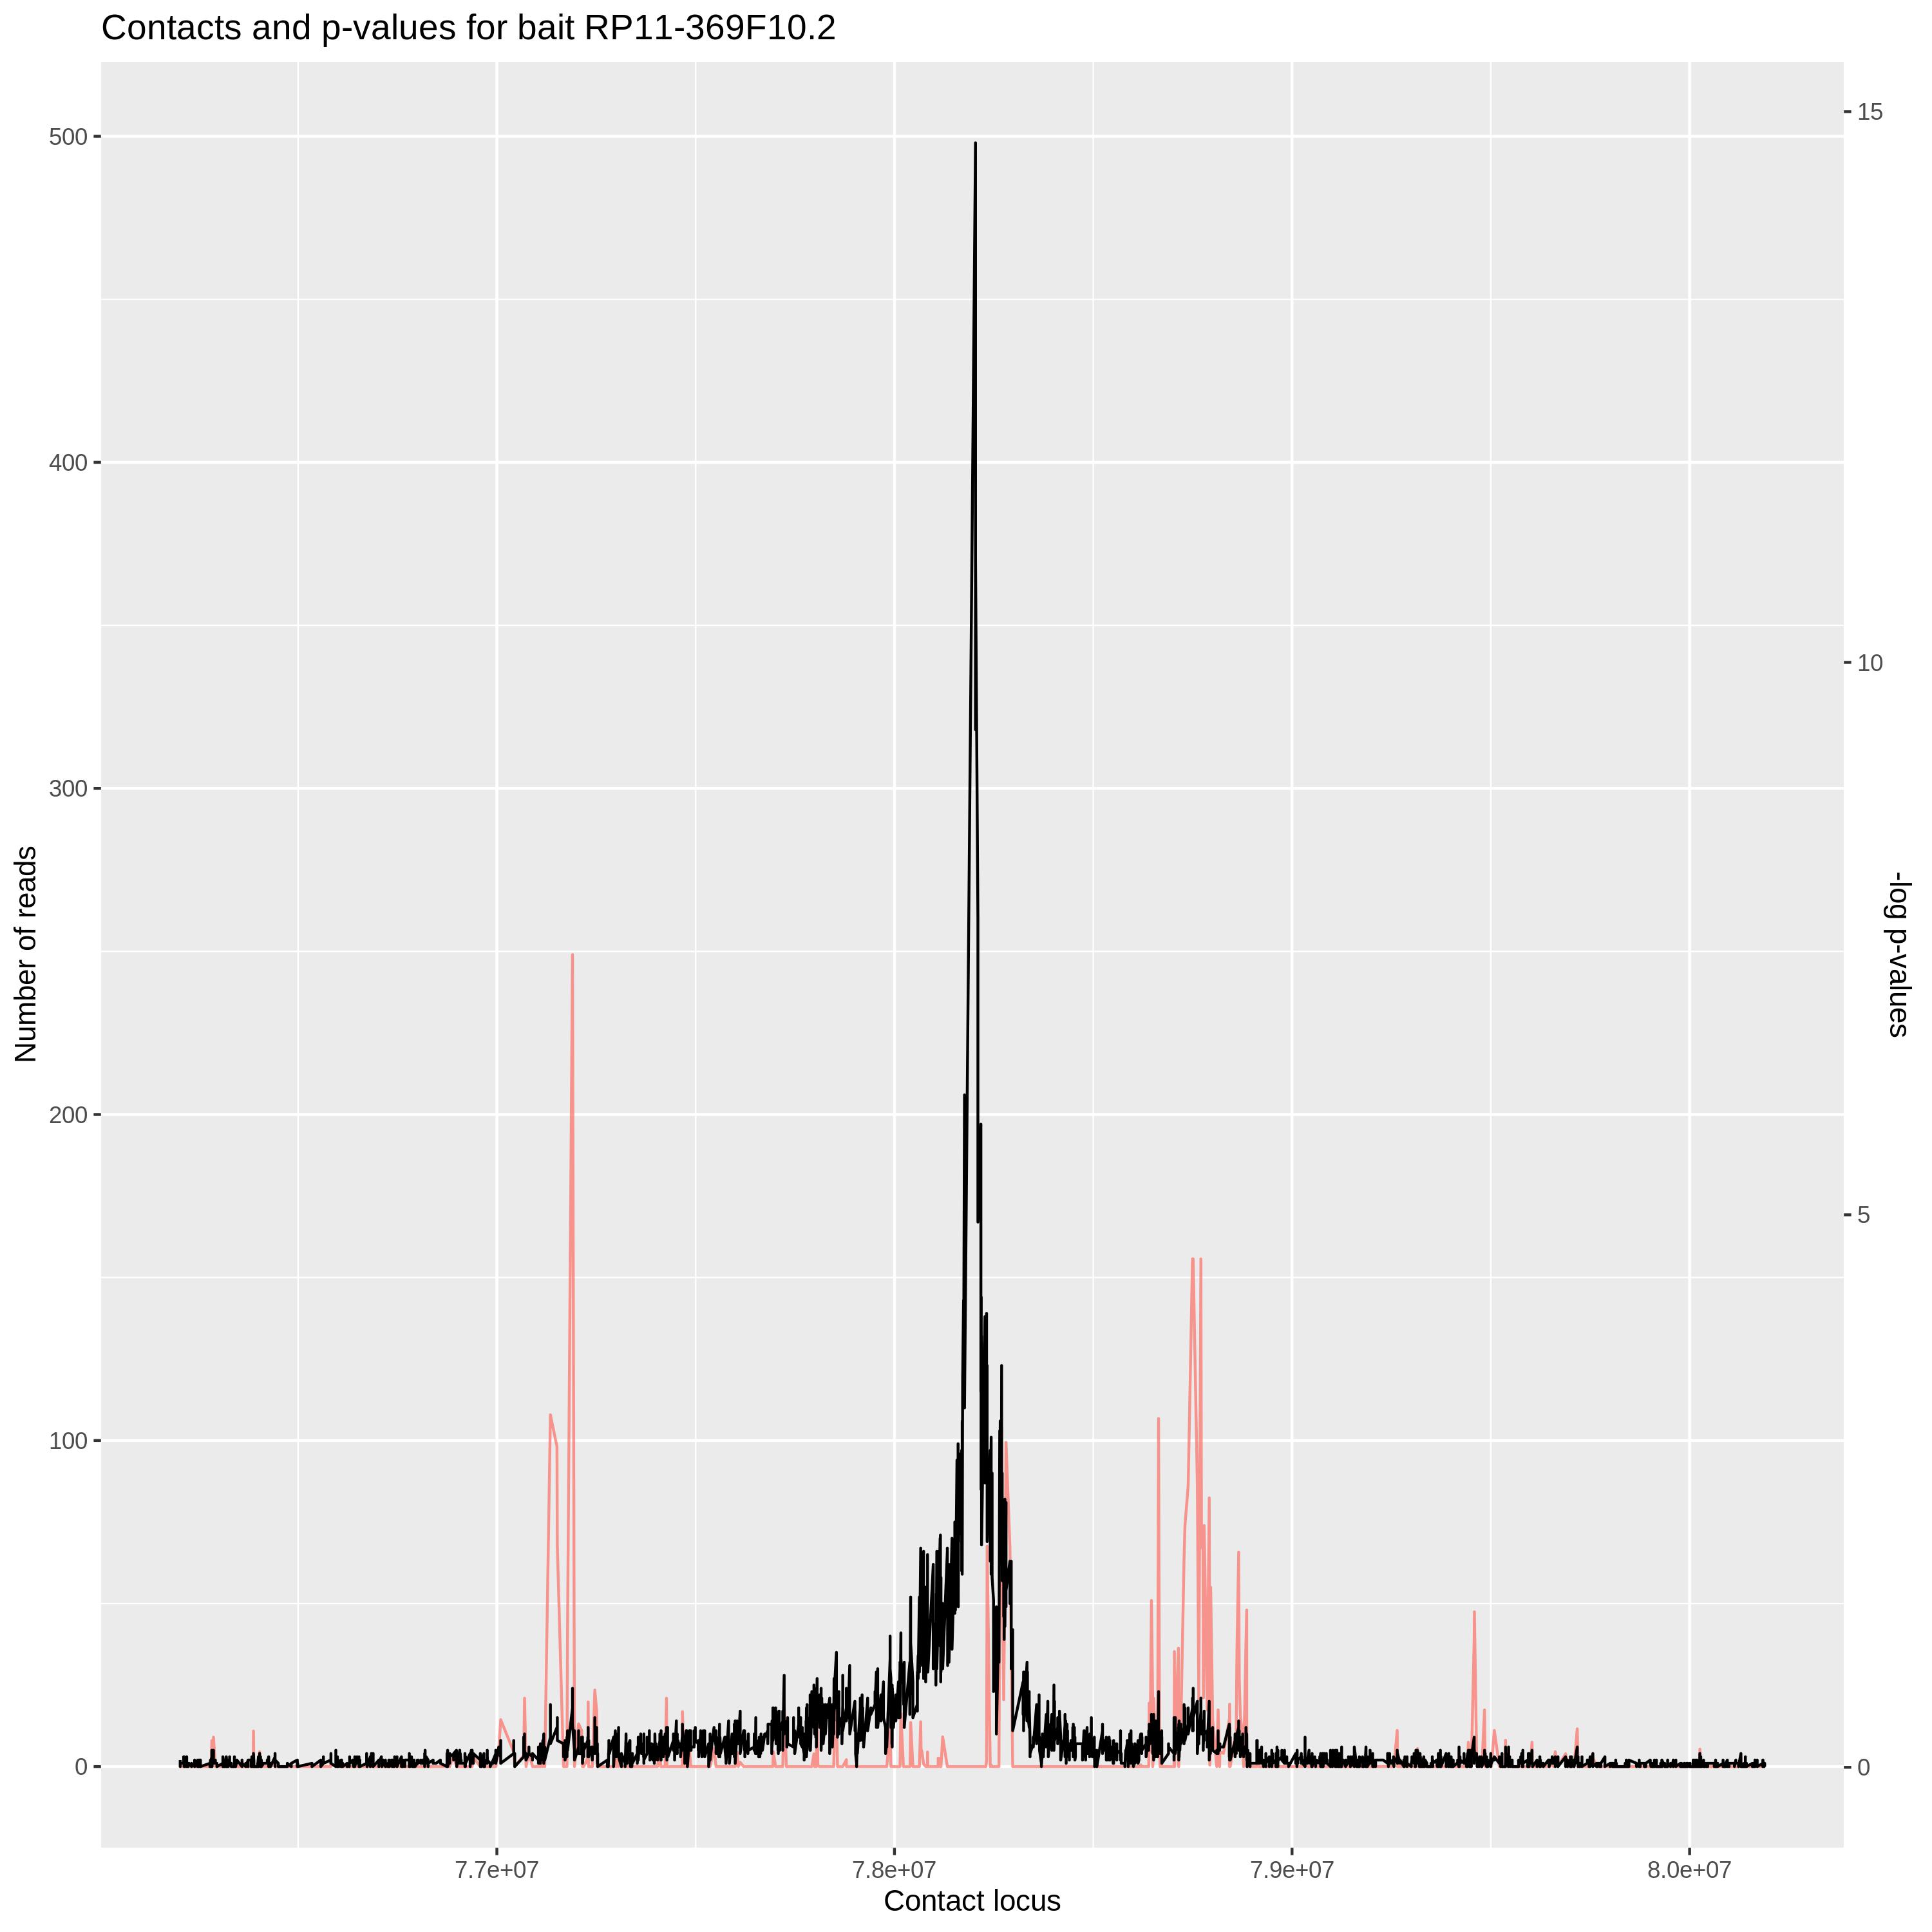 Contacts and p-values for bait RP11-369F10.2
500
400
300
200
100
0
Number of reads
15
10
5
0
-log p-values
7.7e+07 7.8e+07 7.9e+07 8.0e+07
Contact locus